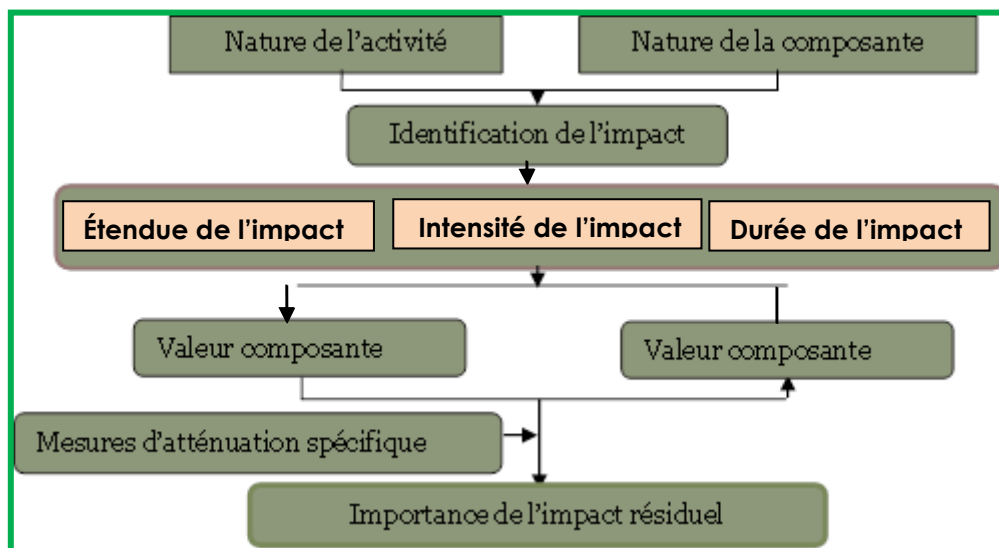 Nature de l'activité
Nature de la composante
Identification de l'impact
Étendue de l'impact
Intensité de l'impact
Durée de l'impact
Valeur composante
Valeur composante
Mesures d'atténuation spécifique
Importance de l'impact résiduel